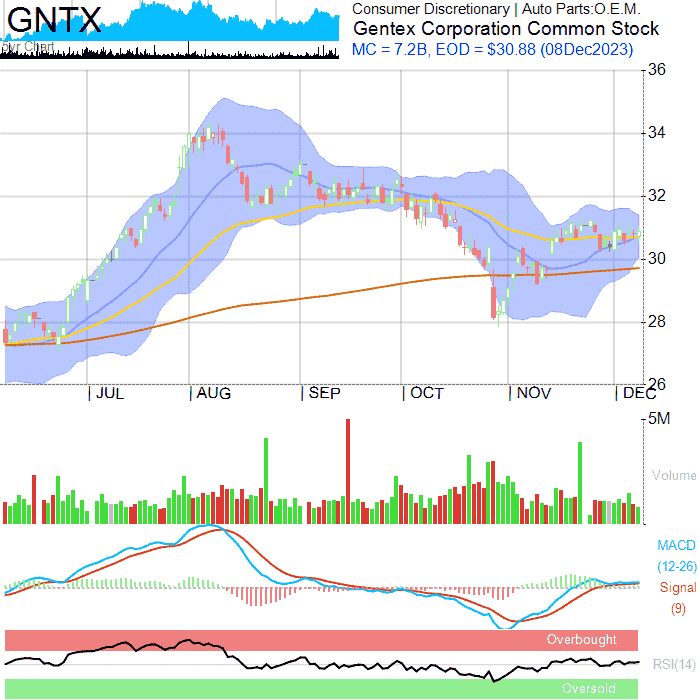 GNTX
5yr Chart
Consumer Discretionary | Auto Parts:O.E.M.
Gentex Corporation Common Stock
MC = 7.2B, EOD = $30.88 (08Dec2023)
36
34
32
30
28
26
JUL AUG SEP OCT NOV DEC
5M
Volume
MACD
(12-26)
Signal
(9)
Overbought
RSI(14)
Oversold